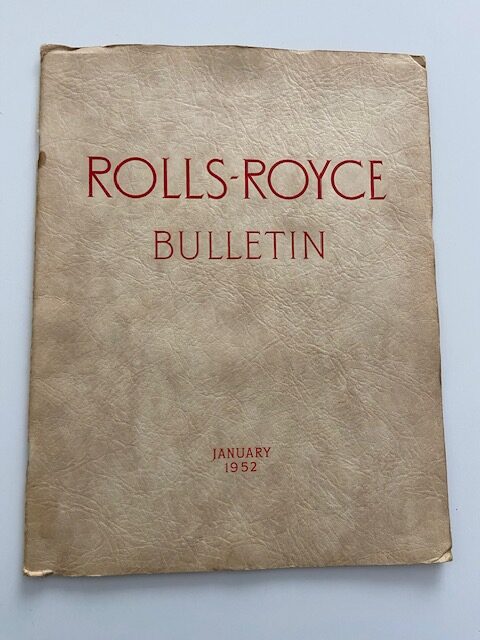 ROLLS-ROYCE
BULLETIN
JANUARY
1952